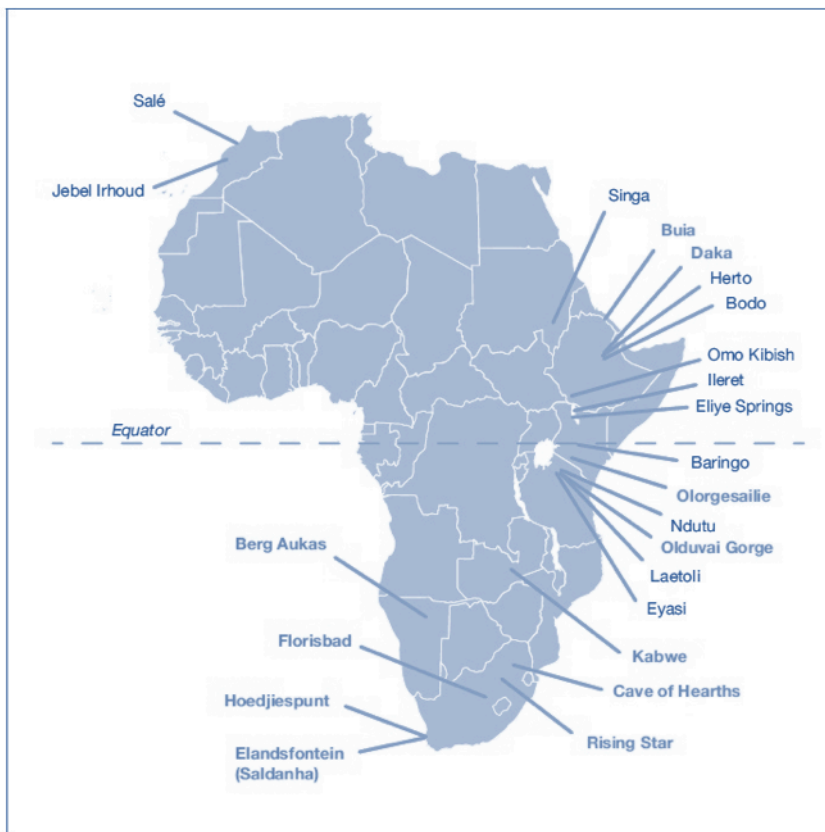 Salé
Jebel Irhoud
Singa
Buia
Daka
Herto
Bodo
Omo Kibish
Ileret
Eliye Springs
Equator
Baringo
Olorgesailie
Ndutu
Olduvai Gorge
Laetoli
Eyasi
Berg Aukas
Florisbad
Kabwe
Cave of Hearths
Hoedjiespunt
Rising Star
Elandsfontein
(Saldanha)